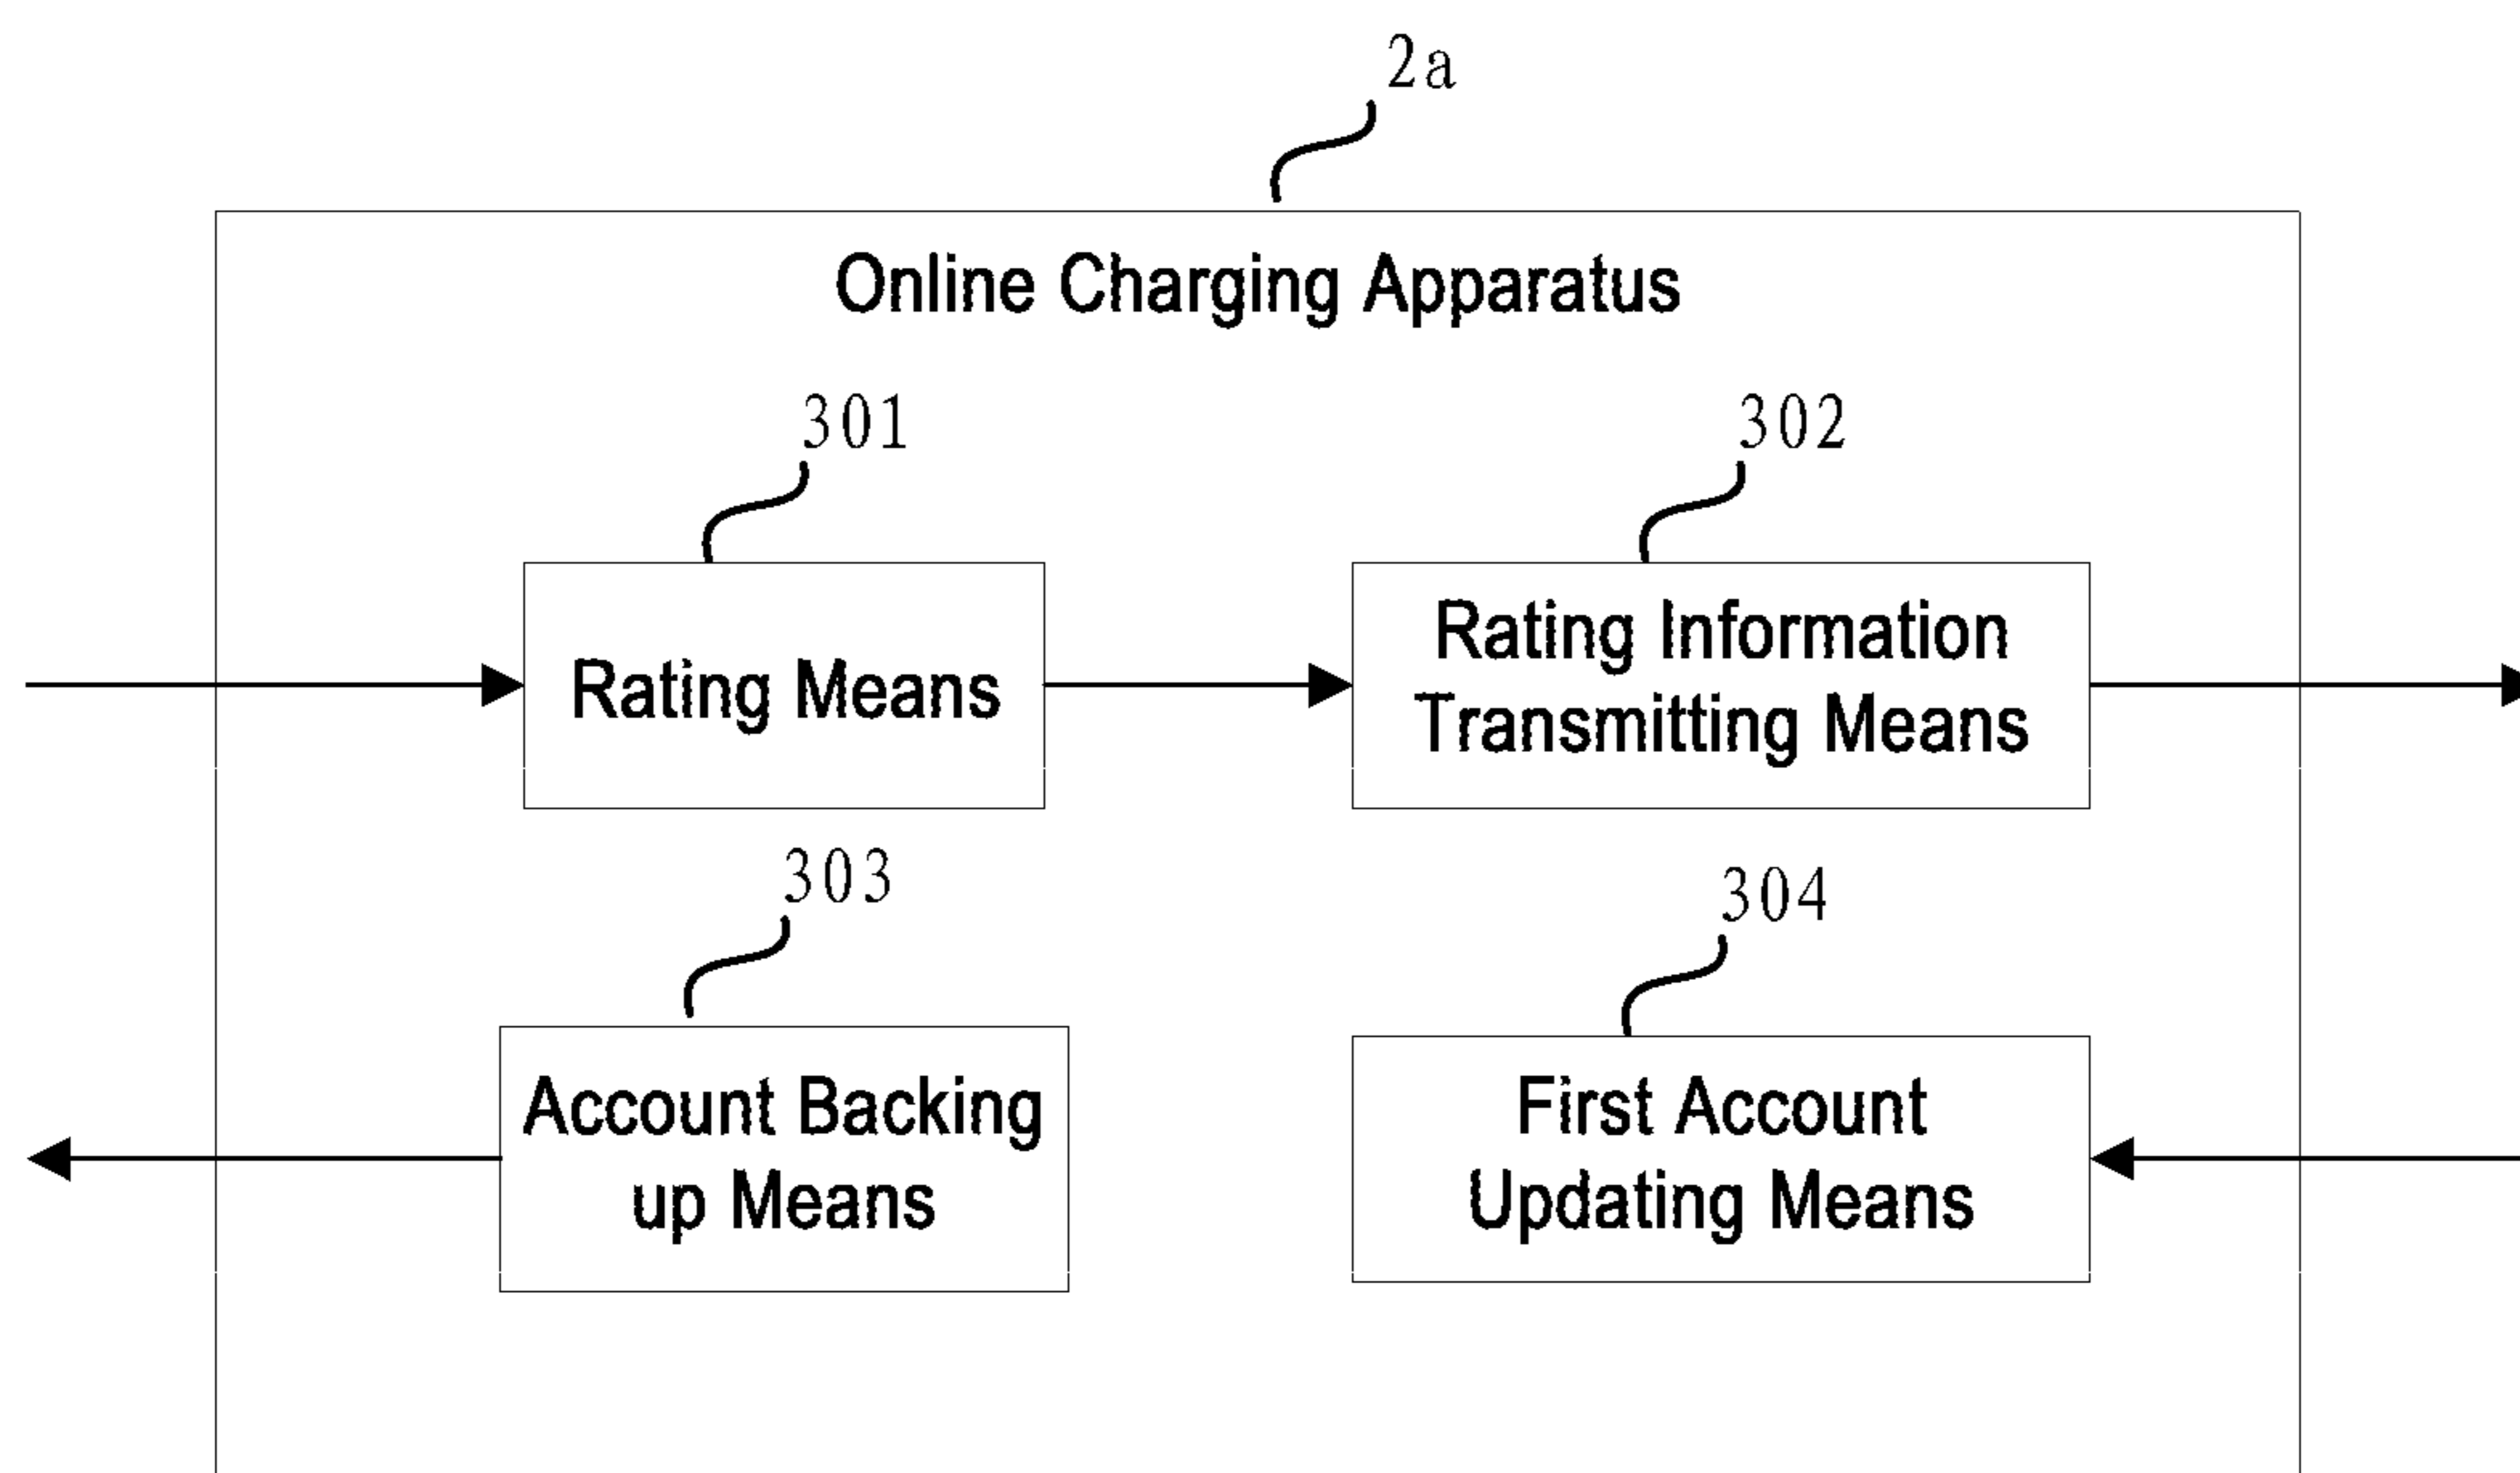 2a
Online Charging Apparatus
301
302
Rating Means
Rating Information
Transmitting Means
303
304
Account Backing
up Means
First Account
Updating Means